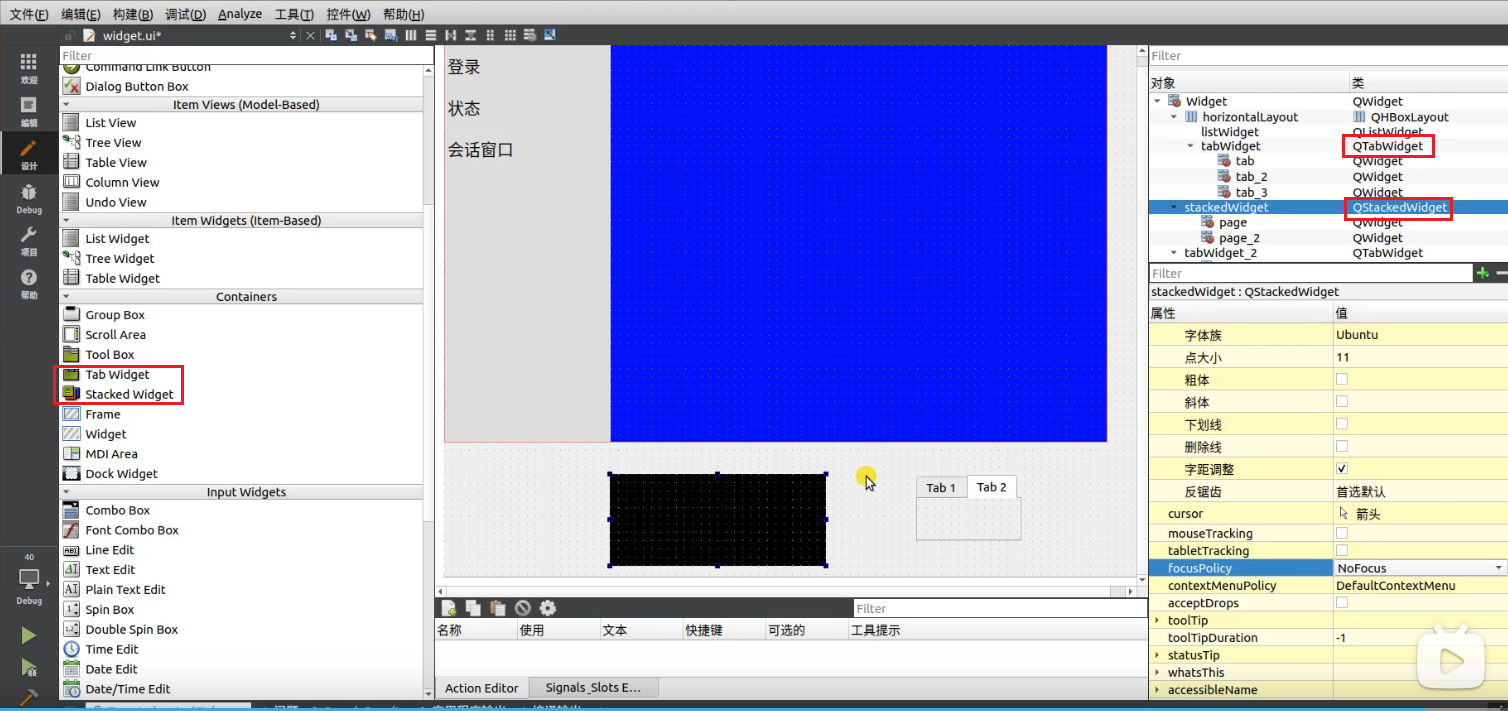 文件(F) 编辑(E) 构建(B) 调试(D) Analyze 工具(T) 控件(W) 帮助(H)
widget.ui*
欢迎
编辑
设计
Debug
项目
帮助
40
Debug
Filter
Command Link Button
Dialog Button Box
Item Views (Model-Based)
List View
Tree View
Table View
Column View
Undo View
Item Widgets (Item-Based)
List Widget
Tree Widget
Table Widget
Containers
Group Box
Scroll Area
Tool Box
Tab Widget
Stacked Widget
Frame
Widget
MDI Area
Dock Widget
Input Widgets
Combo Box
Font Combo Box
Line Edit
Text Edit
Plain Text Edit
Spin Box
Double Spin Box
Time Edit
Date Edit
Date/Time Edit
登录
状态
会话窗口
Tab 1 Tab 2
Filter
名称 使用 文本 快捷键 可选的 工具提示
Action Editor Signals_Slots E...
Filter
对象 类
Widget QWidget
horizontalLayout QHBoxLayout
listWidget QListWidget
tabWidget QTabWidget
tab QWidget
tab_2 QWidget
tab_3 QWidget
stackedWidget QStackedWidget
page QWidget
page_2 QWidget
tabWidget_2 QTabWidget
Filter
stackedWidget : QStackedWidget
属性 值
字体族 Ubuntu
点大小 11
粗体
斜体
下划线
删除线
字距调整
反锯齿 首选默认
cursor 箭头
mouseTracking
tabletTracking
focusPolicy NoFocus
contextMenuPolicy DefaultContextMenu
acceptDrops
toolTip
toolTipDuration -1
statusTip
whatsThis
accessibleName